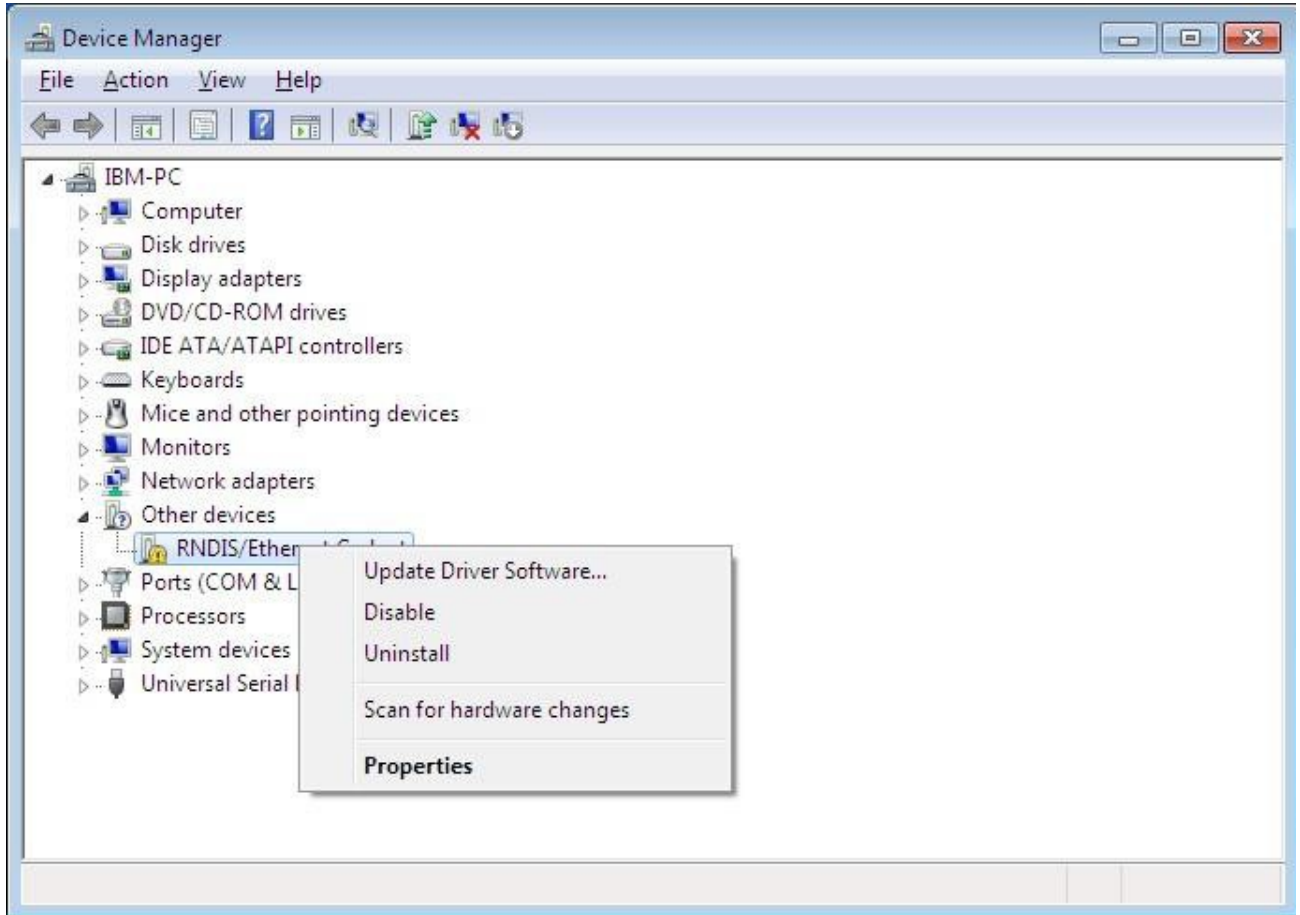 Device Manager
File Action View Help
IBM-PC
Computer
Disk drives
Display adapters
DVD/CD-ROM drives
IDE ATA/ATAPI controllers
Keyboards
Mice and other pointing devices
Monitors
Network adapters
Other devices
RNDIS/Ether
Ports (COM & L
Processors
System devices
Universal Serial
Update Driver Software...
Disable
Uninstall
Scan for hardware changes
Properties